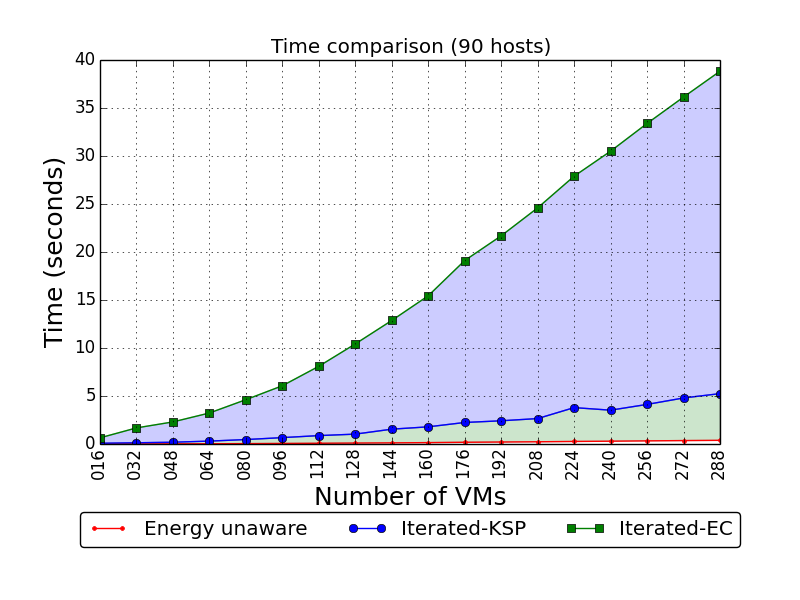 Time comparison (90 hosts)
40
35
30
25
20
15
10
5
0
Time (seconds)
016 032 048 064 080 096 112 128 144 160 176 192 208 224 240 256 272 288
Number of VMs
Energy unaware Iterated-KSP Iterated-EC